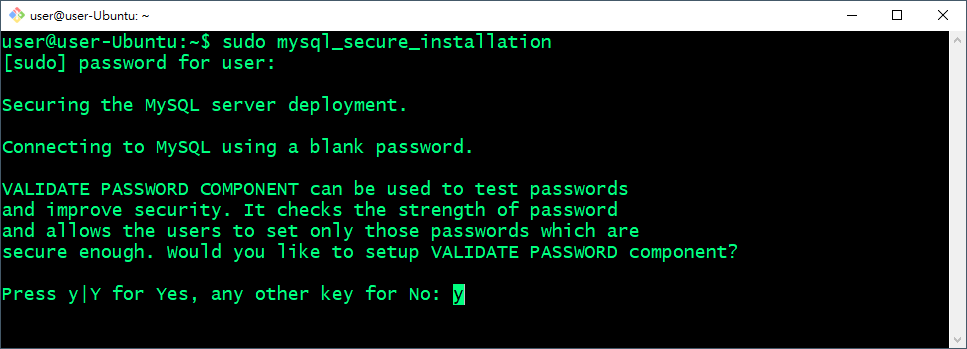 user@user-Ubuntu: ~
user@user-Ubuntu:~$ sudo mysql_secure_installation
[sudo] password for user:
Securing the MySQL server deployment.
Connecting to MySQL using a blank password.
VALIDATE PASSWORD COMPONENT can be used to test passwords
and improve security. It checks the strength of password
and allows the users to set only those passwords which are
secure enough. Would you like to setup VALIDATE PASSWORD component?
Press y|Y for Yes, any other key for No: y